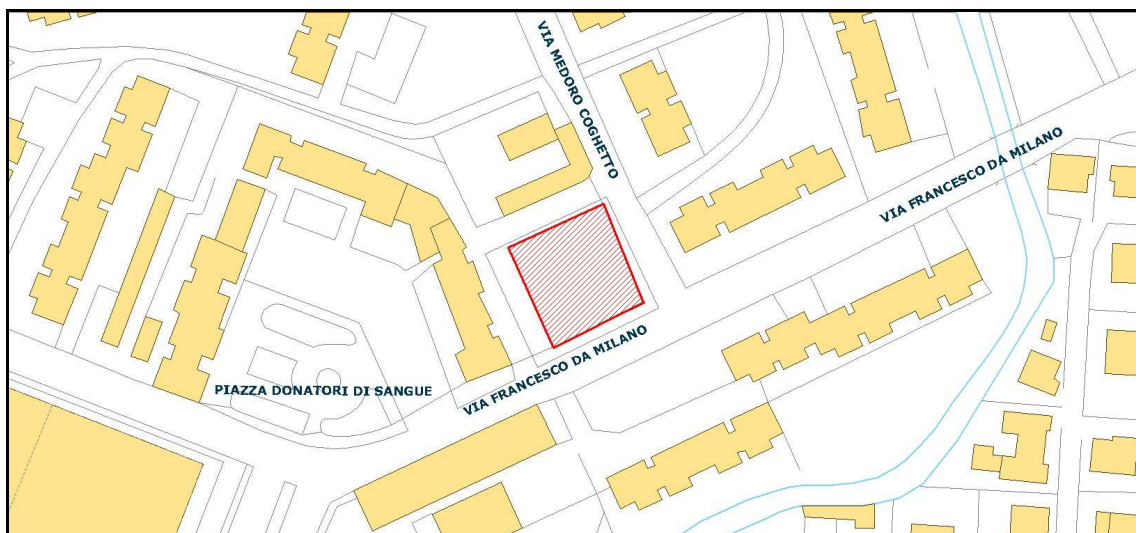 VIA MEDORO COGHETTO
VIA FRANCESCO DA MILANO
VIA FRANCESCO DA MILANO
PIAZZA DONATORI DI SANGUE